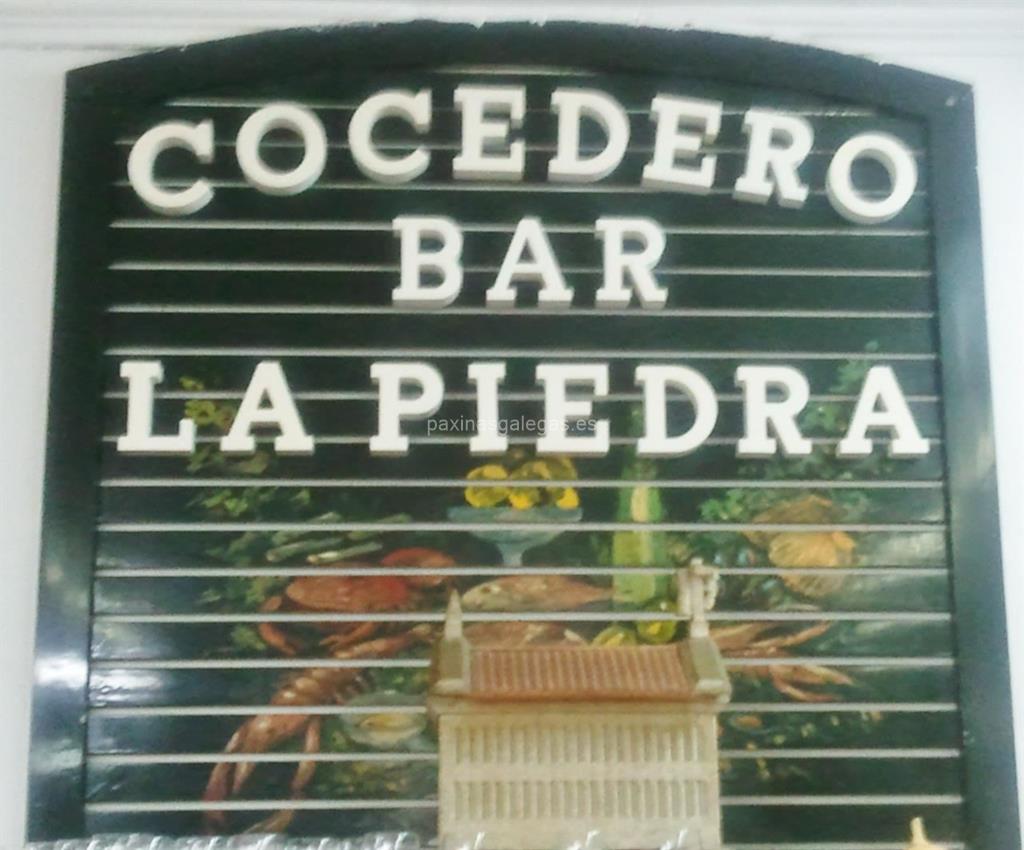 COCEDERO
BAR
LA PIEDRA
paxinasgalegas.es